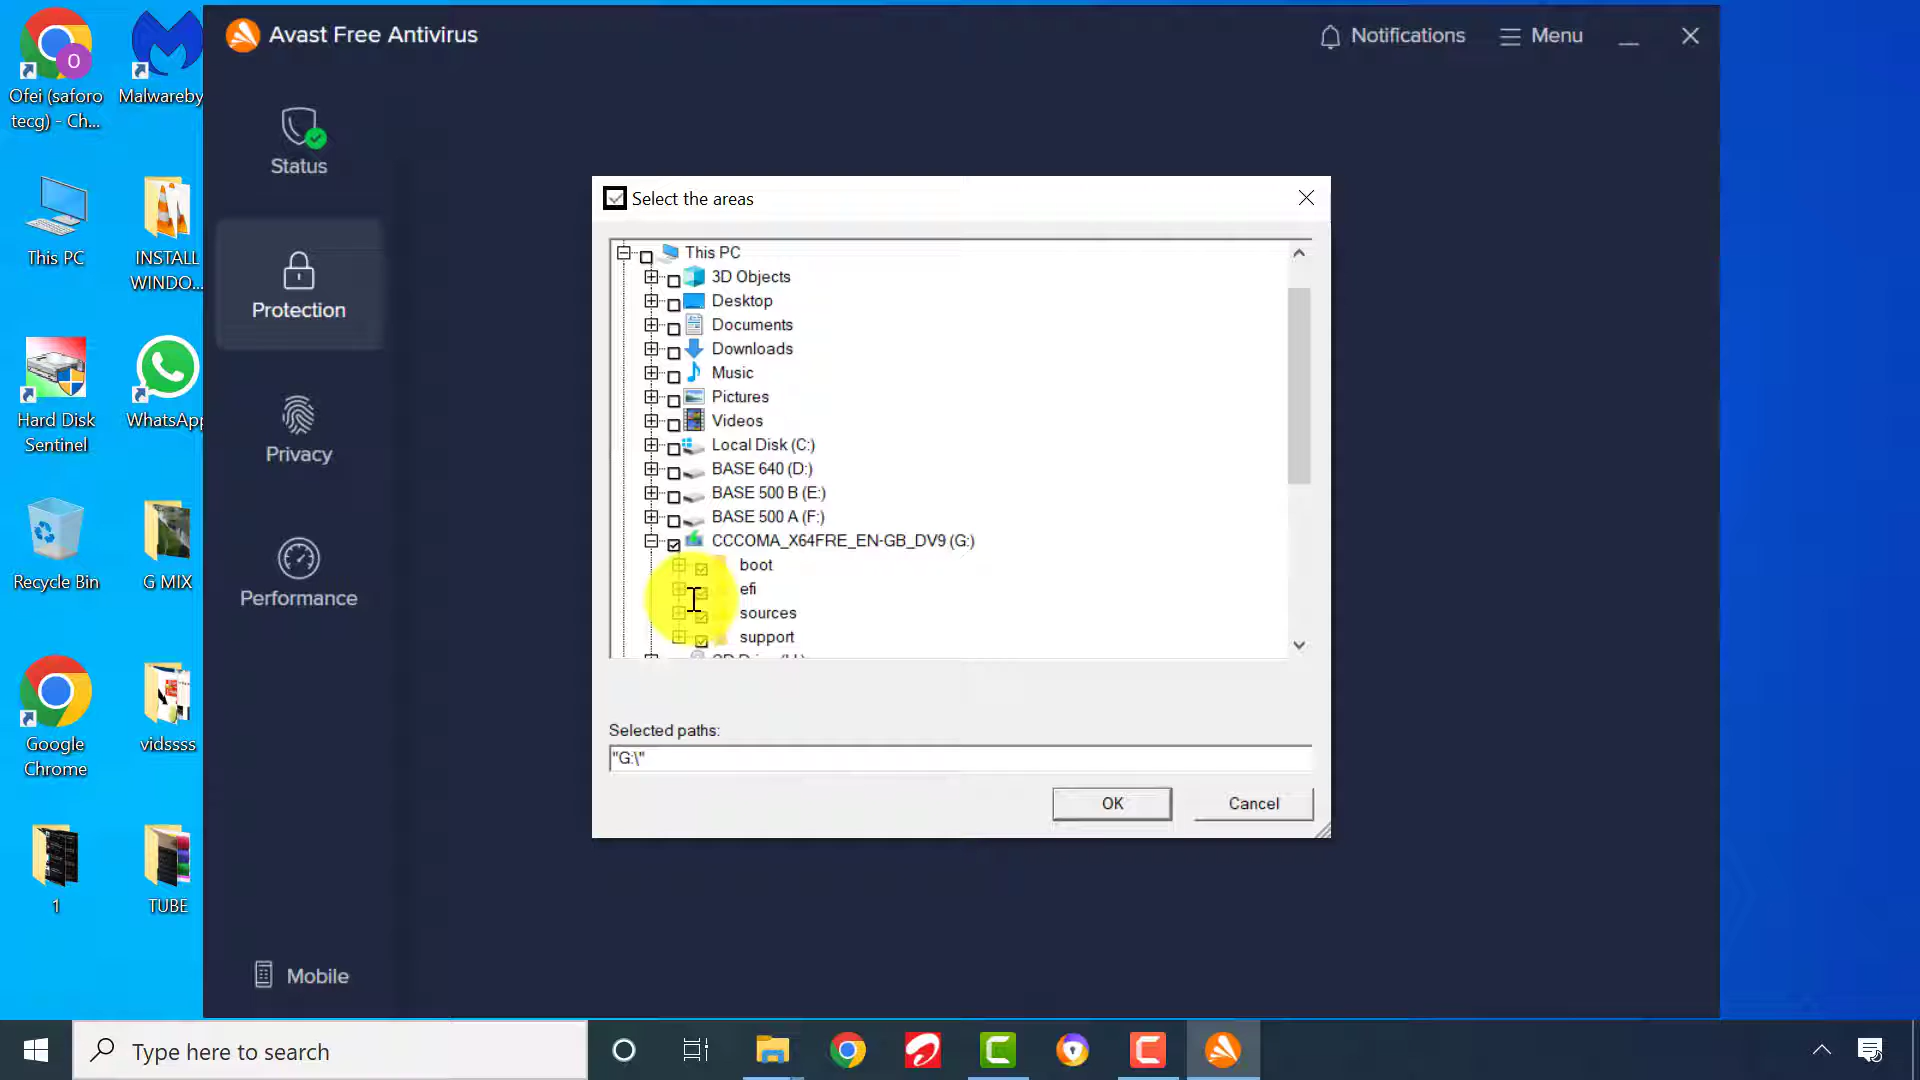 Ofei (saforo
tecg) - Ch...
Malwareby
This PC
INSTALL
WINDO...
Hard Disk
Sentinel
WhatsApp
Recycle Bin
G MIX
Google
Chrome
vidssss
1
TUBE
Avast Free Antivirus
Notifications
Menu
Status
Protection
Privacy
Performance
Mobile
Select the areas
This PC
3D Objects
Desktop
Documents
Downloads
Music
Pictures
Videos
Local Disk (C:)
BASE 640 (D:)
BASE 500 B (E:)
BASE 500 A (F:)
CCCOMA_X64FRE_EN-GB_DV9 (G:)
boot
efi
sources
support
Selected paths:
"G:\"
OK
Cancel
Type here to search